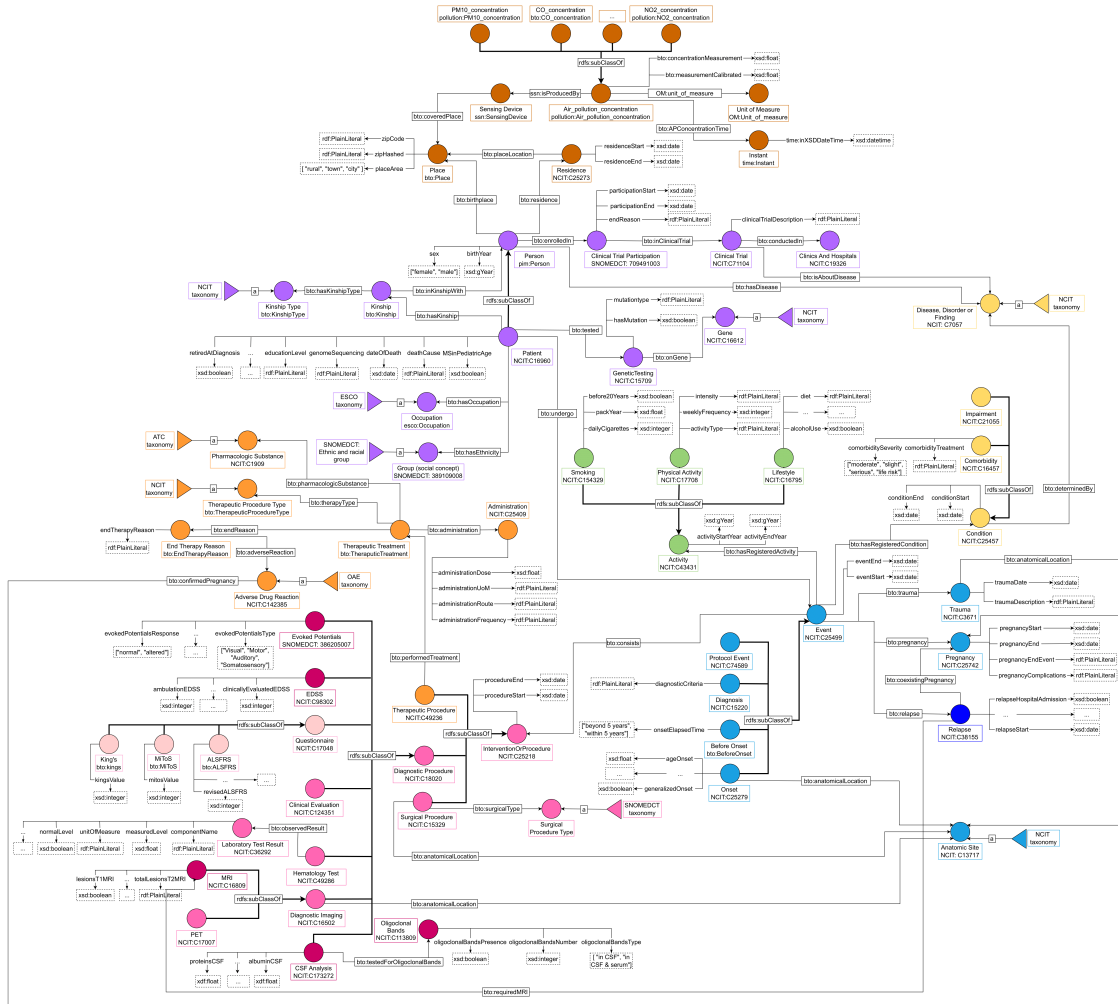 PM10_concentration
pollution:PM10_concentration
CO_concentration
bto:CO_concentration
...
NO2_concentration
pollution:NO2_concentration
rdfs:subClassOf
bto:concentrationMeasurement
xsd:float
bto:measurementCalibrated
xsd:float
ssn:isProducedBy
OM:unit_of_measure
Sensing Device
ssn:SensingDevice
Air_pollution_concentration
pollution:Air_pollution_concentration
Unit of Measure
OM:Unit_of_measure
bto:coveredPlace
bto:APConcentrationTime
rdf:PlainLiteral
zipCode
rdf:PlainLiteral
zipHashed
[ "rural", "town", "city" ]
placeArea
bto:placeLocation
residenceStart
xsd:date
residenceEnd
xsd:date
time:inXSDDateTime
xsd:datetime
Instant
time:Instant
Place
bto:Place
Residence
NCIT:C25273
bto:birthplace
bto:residence
participationStart
xsd:date
participationEnd
xsd:date
endReason
rdf:PlainLiteral
clinicalTrialDescription
rdf:PlainLiteral
bto:enrolledIn
bto:inClinicalTrial
bto:conductedIn
Person
pim:Person
Clinical Trial Participation
SNOMEDCT: 709491003
Clinical Trial
NCIT:C71104
Clinics And Hospitals
NCIT:C19326
sex
birthYear
["female", "male"]
xsd:gYear
bto:isAboutDisease
bto:hasDisease
NCIT
taxonomy
a
bto:hasKinshipType
bto:inKinshipWith
rdfs:subClassOf
Kinship Type
bto:KinshipType
Kinship
bto:Kinship
bto:hasKinship
mutationtype
rdf:PlainLiteral
hasMutation
xsd:boolean
Disease, Disorder or
Finding
NCIT: C7057
a
NCIT
taxonomy
bto:tested
Gene
NCIT:C16612
a
NCIT
taxonomy
bto:onGene
GeneticTesting
NCIT:C15709
Patient
NCIT:C16960
retiredAtDiagnosis
...
educationLevel
genomeSequencing
dateOfDeath
deathCause
MSinPediatricAge
xsd:boolean
...
rdf:PlainLiteral
rdf:PlainLiteral
xsd:date
rdf:PlainLiteral
xsd:boolean
ESCO
taxonomy
a
bto:hasOccupation
Occupation
esco:Occupation
bto:undergo
before20Years
xsd:boolean
packYear
xsd:float
dailyCigarettes
xsd:integer
intensity
rdf:PlainLiteral
weeklyFrequency
xsd:integer
activityType
rdf:PlainLiteral
diet
rdf:PlainLiteral
...
...
alcoholUse
xsd:boolean
Impairment
NCIT:C21055
ATC
taxonomy
a
Pharmacologic Substance
NCIT:C1909
SNOMEDCT:
Ethnic and racial
group
a
bto:hasEthnicity
Group (social concept)
SNOMEDCT: 389109008
Smoking
NCIT:C154329
Physical Activity
NCIT:C17708
Lifestyle
NCIT:C16795
comorbiditySeverity
comorbidityTreatment
["moderate", "slight",
"serious", "life risk"]
rdf:PlainLiteral
Comorbidity
NCIT:C16457
rdfs:subClassOf
bto:determinedBy
NCIT
taxonomy
a
bto:pharmacologicSubstance
bto:therapyType
Therapeutic Procedure Type
bto:TherapeuticProcedureType
rdfs:subClassOf
conditionEnd
conditionStart
xsd:date
xsd:date
Condition
NCIT:C25457
Administration
NCIT:C25409
bto:administration
endTherapyReason
rdf:PlainLiteral
bto:endReason
End Therapy Reason
bto:EndTherapyReason
bto:adverseReaction
Therapeutic Treatment
bto:TheraputicTreatment
xsd:gYear
xsd:gYear
activityStartYear
activityEndYear
Activity
NCIT:C43431
bto:hasRegisteredActivity
bto:hasRegisteredCondition
bto:anatomicalLocation
eventEnd
xsd:date
eventStart
xsd:date
bto:confirmedPregnancy
a
OAE
taxonomy
Adverse Drug Reaction
NCIT:C142385
administrationDose
xsd:float
administrationUoM
rdf:PlainLiteral
administrationRoute
rdf:PlainLiteral
administrationFrequency
rdf:PlainLiteral
bto:trauma
Trauma
NCIT:C3671
traumaDate
xsd:date
traumaDescription
rdf:PlainLiteral
Event
NCIT:C25499
evokedPotentialsResponse
...
evokedPotentialsType
["normal", "altered"]
...
["Visual", "Motor",
"Auditory",
"Somatosensory"]
Evoked Potentials
SNOMEDCT: 386205007
bto:performedTreatment
bto:consists
Protocol Event
NCIT:C74589
bto:pregnancy
Pregnancy
NCIT:C25742
pregnancyStart
xsd:date
pregnancyEnd
xsd:date
pregnancyEndEvent
rdf:PlainLiteral
pregnancyComplications
rdf:PlainLiteral
bto:coexistingPregnancy
ambulationEDSS
...
clinicallyEvaluatedEDSS
xsd:integer
...
xsd:integer
EDSS
NCIT:C98302
Therapeutic Procedure
NCIT:C49236
procedureEnd
xsd:date
procedureStart
xsd:date
rdf:PlainLiteral
diagnosticCriteria
Diagnosis
NCIT:C15220
rdfs:subClassOf
bto:relapse
Relapse
NCIT:C38155
relapseHospitalAdmission
xsd:boolean
...
...
relapseStart
xsd:date
rdfs:subClassOf
Questionnaire
NCIT:C17048
King's
bto:kings
MiToS
bto:MiToS
ALSFRS
bto:ALSFRS
rdfs:subClassOf
rdfs:subClassOf
InterventionOrProcedure
NCIT:C25218
["beyond 5 years",
"within 5 years"]
onsetElapsedTime
Before Onset
bto:BeforeOnset
Diagnostic Procedure
NCIT:C18020
kingsValue
mitosValue
...
...
revisedALSFRS
xsd:integer
xsd:integer
xsd:integer
xsd:float
ageOnset
...
...
xsd:boolean
generalizedOnset
Onset
NCIT:C25279
bto:anatomicalLocation
Clinical Evaluation
NCIT:C124351
Surgical Procedure
NCIT:C15329
bto:surgicalType
Surgical
Procedure Type
a
SNOMEDCT
taxonomy
...
normalLevel
unitOfMeasure
measuredLevel
componentName
...
xsd:boolean
rdf:PlainLiteral
xsd:float
rdf:PlainLiteral
bto:observedResult
Laboratory Test Result
NCIT:C36292
Hematology Test
NCIT:C49286
bto:anatomicalLocation
Anatomic Site
NCIT: C13717
a
NCIT
taxonomy
lesionsT1MRI
...
totalLesionsT2MRI
xsd:boolean
...
rdf:PlainLiteral
MRI
NCIT:C16809
rdfs:subClassOf
Diagnostic Imaging
NCIT:C16502
bto:anatomicalLocation
PET
NCIT:C17007
Oligoclonal
Bands
NCIT:C113809
oligoclonalBandsPresence
oligoclonalBandsNumber
oligoclonalBandsType
xsd:boolean
xsd:integer
[ "in CSF", "in
CSF & serum"]
proteinsCSF
...
albuminCSF
xdf:float
...
xsd:float
CSF Analysis
NCIT:C173272
bto:testedForOligoclonalBands
bto:requiredMRI